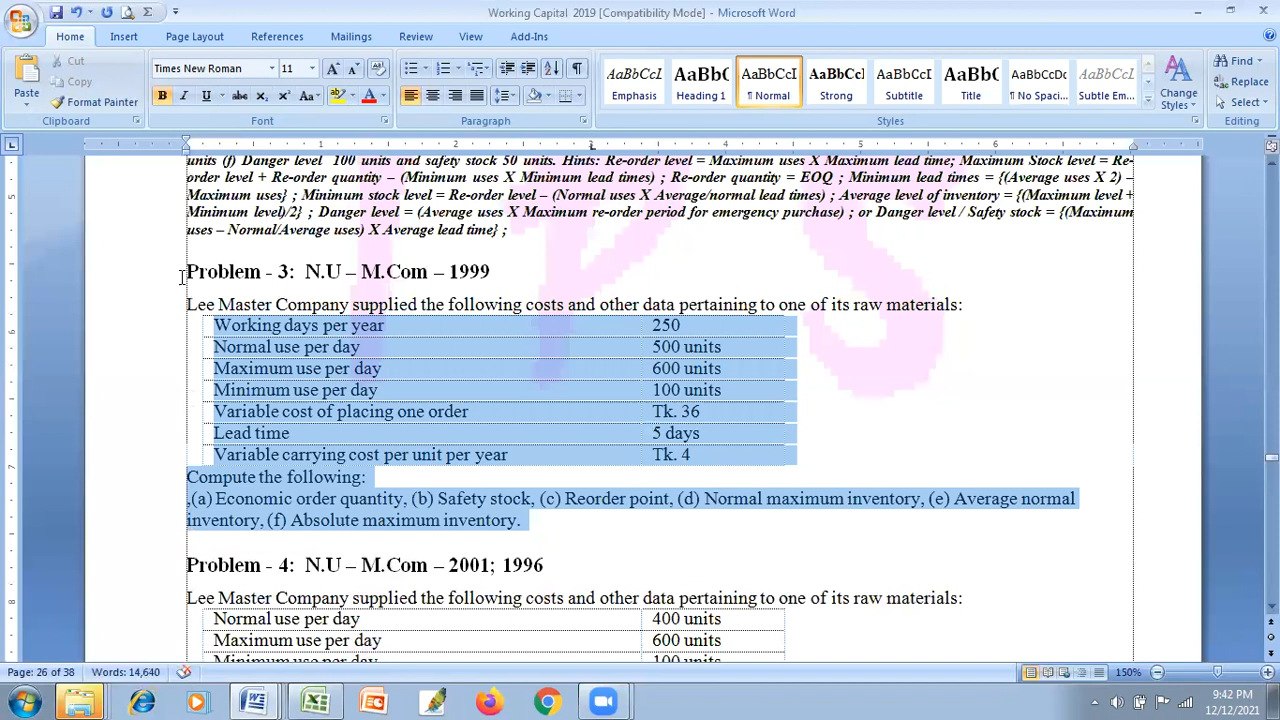 Working Capital 2019 [Compatibility Mode] - Microsoft Word
Home Insert Page Layout References Mailings Review View Add-Ins
Paste
Cut
Copy
Format Painter
Clipboard
Times New Roman 11
Font
Paragraph
AaBbCcI AaBbCc AaBbCcI AaBbCcI AaBbCcI AaBbCcI AaBbCcDc AaBbCcI
Emphasis Heading 1 ¶ Normal Strong Subtitle Title ¶ No Spaci... Subtle Em...
Change Styles
Styles
Find
Replace
Select
Editing
units (f) Danger level 100 units and safety stock 50 units. Hints: Re-order level = Maximum uses X Maximum lead time; Maximum Stock level = Re-
order level + Re-order quantity – (Minimum uses X Minimum lead times) ; Re-order quantity = EOQ ; Minimum lead times = {(Average uses X 2) –
Maximum uses} ; Minimum stock level = Re-order level – (Normal uses X Average/normal lead times) ; Average level of inventory = {(Maximum level +
Minimum level)/2} ; Danger level = (Average uses X Maximum re-order period for emergency purchase) ; or Danger level / Safety stock = {(Maximum
uses – Normal/Average uses) X Average lead time} ;
Problem - 3: N.U – M.Com – 1999
Lee Master Company supplied the following costs and other data pertaining to one of its raw materials:
Working days per year 250
Normal use per day 500 units
Maximum use per day 600 units
Minimum use per day 100 units
Variable cost of placing one order Tk. 36
Lead time 5 days
Variable carrying cost per unit per year Tk. 4
Compute the following:
,(a) Economic order quantity, (b) Safety stock, (c) Reorder point, (d) Normal maximum inventory, (e) Average normal
inventory, (f) Absolute maximum inventory.
Problem - 4: N.U – M.Com – 2001; 1996
Lee Master Company supplied the following costs and other data pertaining to one of its raw materials:
Normal use per day 400 units
Maximum use per day 600 units
Minimum use per day 100 units
Page: 26 of 38 Words: 14,640 150%
9:42 PM
12/12/2021